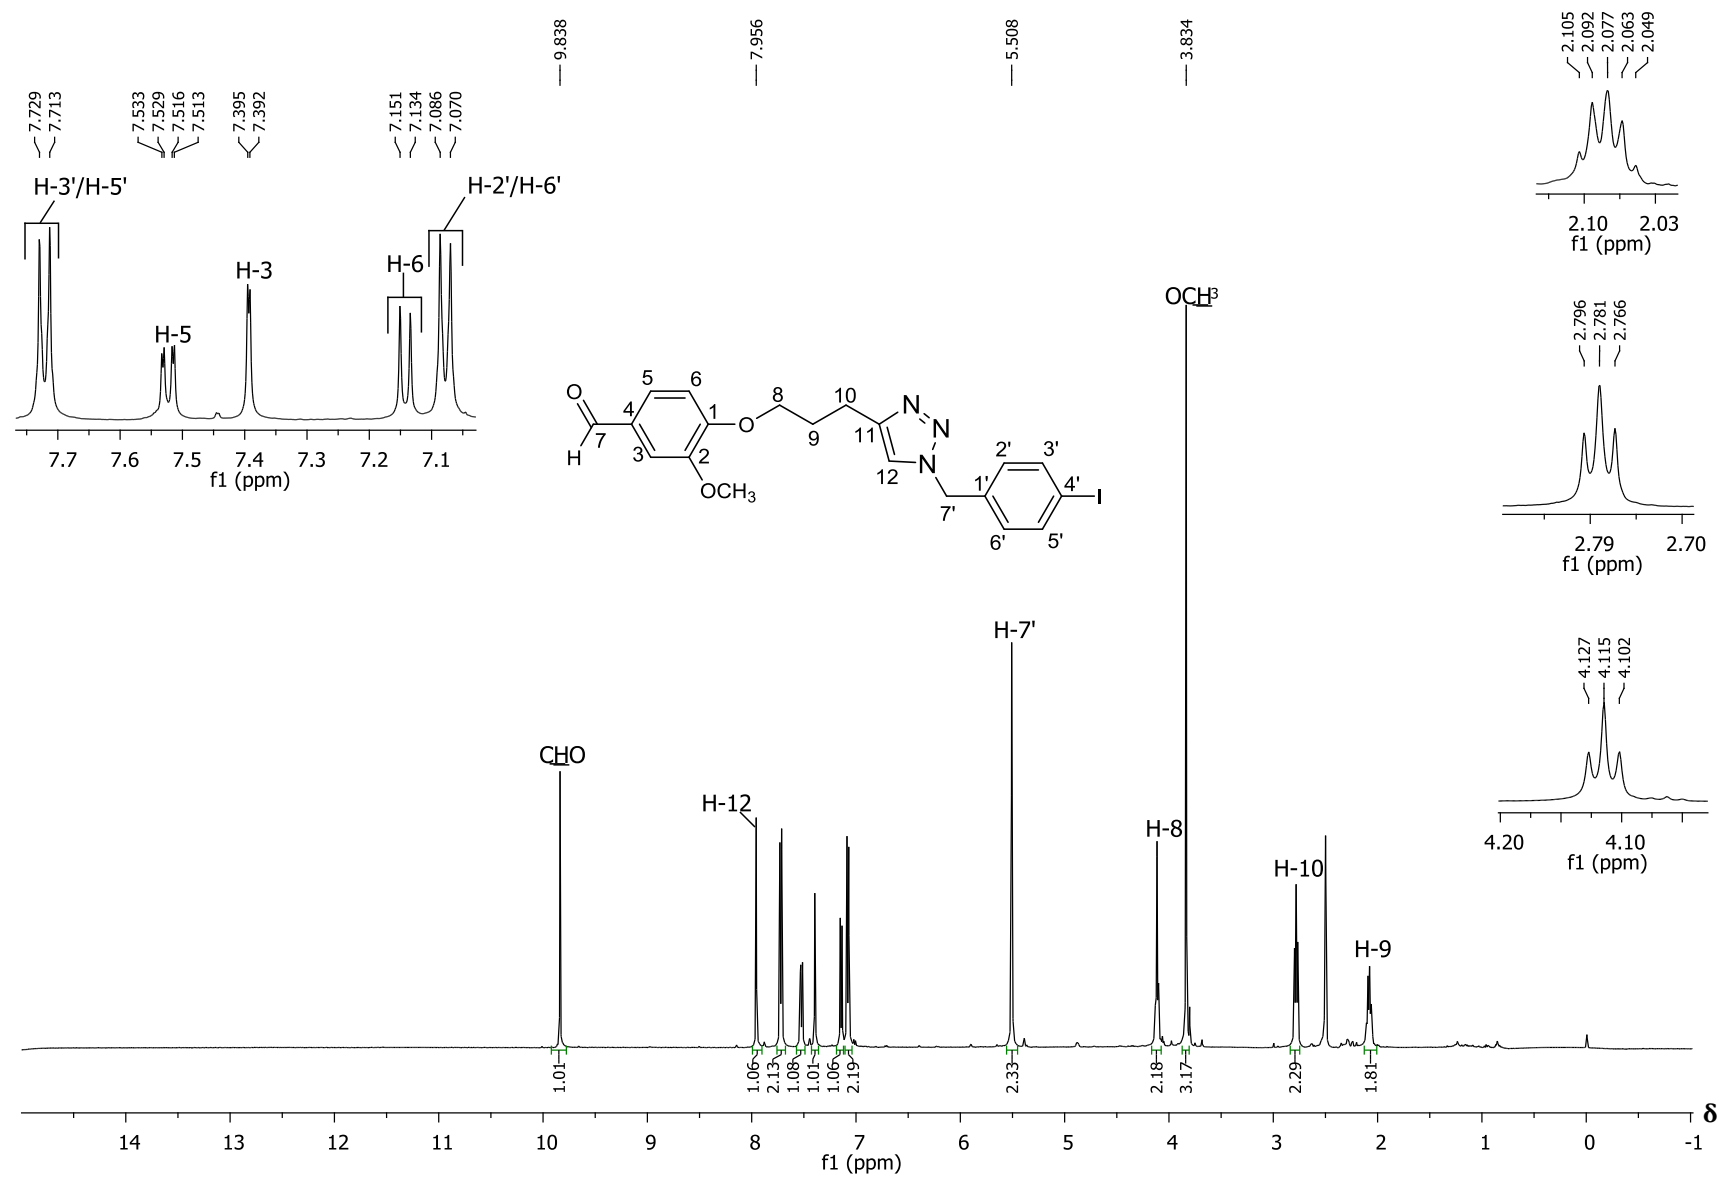 9.838
7.956
5.508
3.834
7.729
7.713
7.533
7.529
7.516
7.513
7.395
7.392
7.151
7.134
7.086
7.070
H-3'/H-5'
H-5
H-3
H-6
H-2'/H-6'
7.7 7.6 7.5 7.4 7.3 7.2 7.1
f1 (ppm)
2.105
2.092
2.077
2.063
2.049
2.10 2.03
f1 (ppm)
2.796
2.781
2.766
2.79 2.70
f1 (ppm)
4.127
4.115
4.102
4.20 4.10
f1 (ppm)
O
H
7
4
5
6
1
2
3
OCH3
O
8
9
10
11
12
N
N
N
7'
1'
2'
3'
4'
5'
6'
I
CHO
H-12
H-7'
H-8
OCH3
H-10
H-9
1.01
1.06
2.13
1.08
1.01
1.06
2.19
2.33
2.18
3.17
2.29
1.81
14 13 12 11 10 9 8 7 6 5 4 3 2 1 0 -1
f1 (ppm)
δ